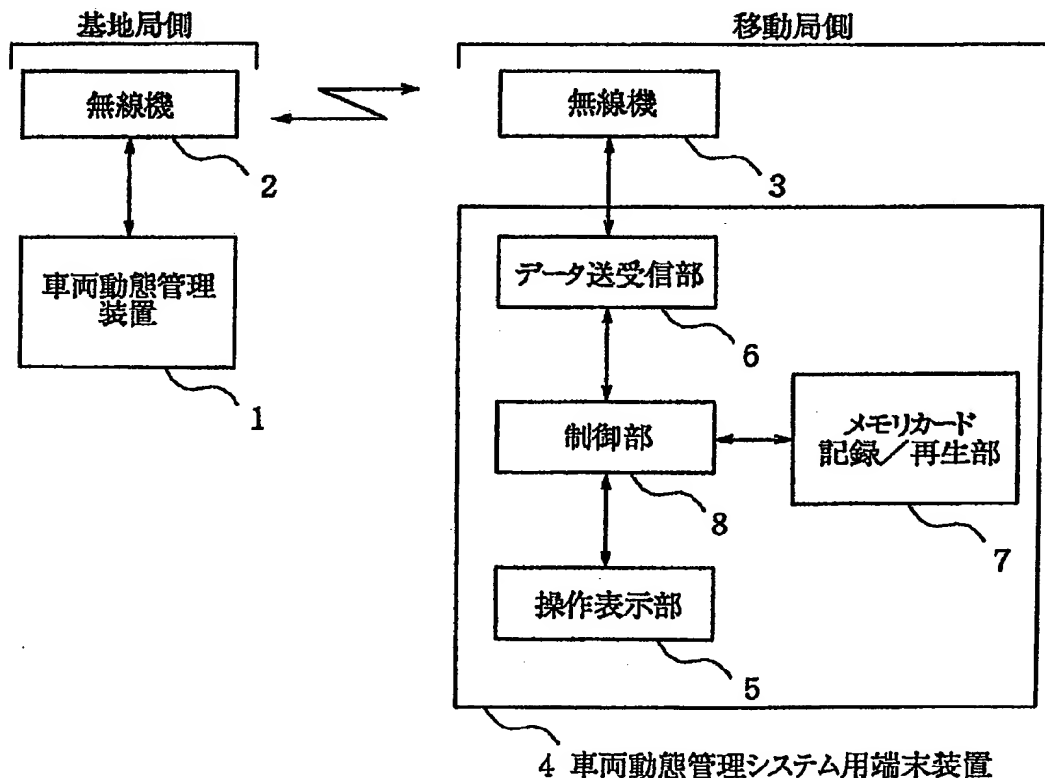 基地局側
移動局側
無線機
無線機
2
3
車両動態管理
装置
データ送受信部
6
1
制御部
メモリカード
記録／再生部
8
7
操作表示部
5
4 車両動態管理システム用端末装置